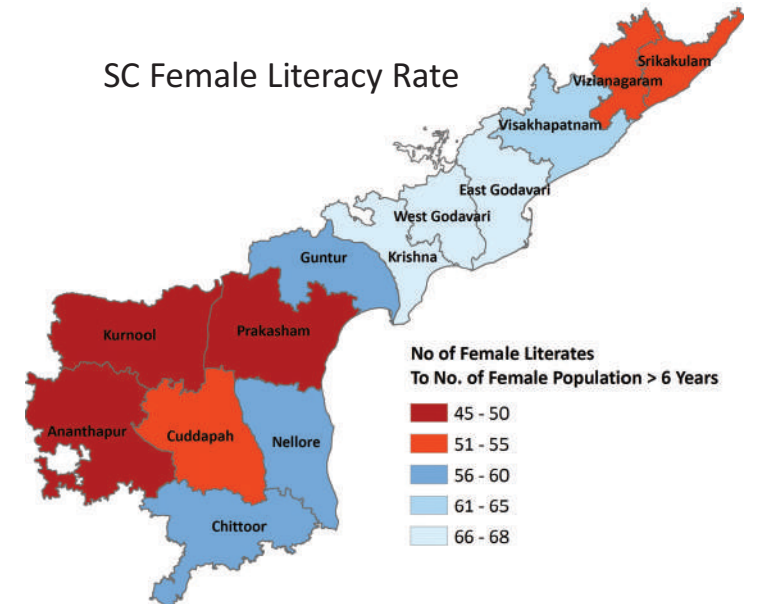 SC Female Literacy Rate
Srikakulam
Vizianagaram
Visakhapatnam
East Godavari
West Godavari
Krishna
Guntur
Prakasham
Kurnool
Ananthapur
Cuddapah
Nellore
Chittoor
No of Female Literates
To No. of Female Population > 6 Years
45 - 50
51 - 55
56 - 60
61 - 65
66 - 68